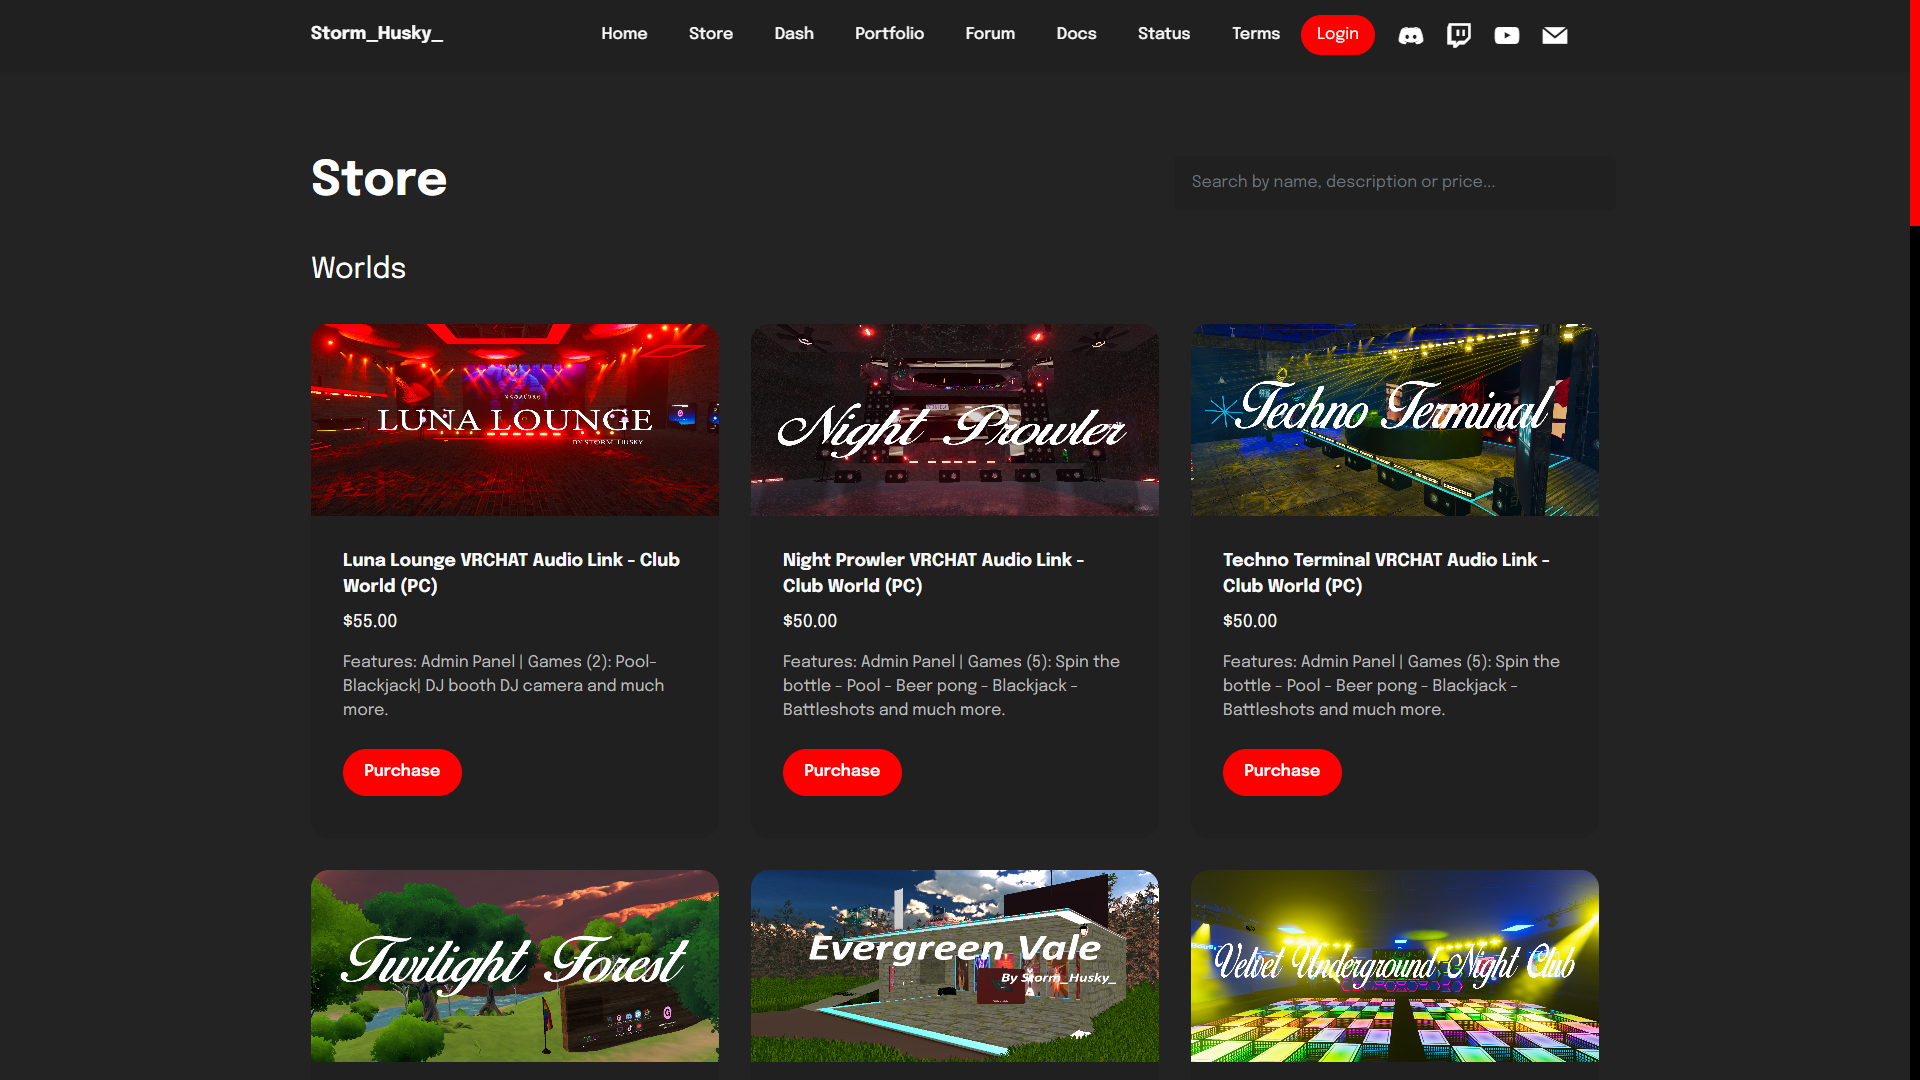 Storm_Husky_
Home Store Dash Portfolio Forum Docs Status Terms Login
Store
Search by name, description or price...
Worlds
LUNA LOUNGE
BY STORM_HUSKY_
Night Prowler
Techno Terminal
Luna Lounge VRCHAT Audio Link - Club
World (PC)
$55.00
Features: Admin Panel | Games (2): Pool-
Blackjack| DJ booth DJ camera and much
more.
Purchase
Night Prowler VRCHAT Audio Link -
Club World (PC)
$50.00
Features: Admin Panel | Games (5): Spin the
bottle - Pool - Beer pong - Blackjack -
Battleshots and much more.
Purchase
Techno Terminal VRCHAT Audio Link -
Club World (PC)
$50.00
Features: Admin Panel | Games (5): Spin the
bottle - Pool - Beer pong - Blackjack -
Battleshots and much more.
Purchase
Twilight Forest
Evergreen Vale
By Storm_Husky_
Velvet Underground Night Club